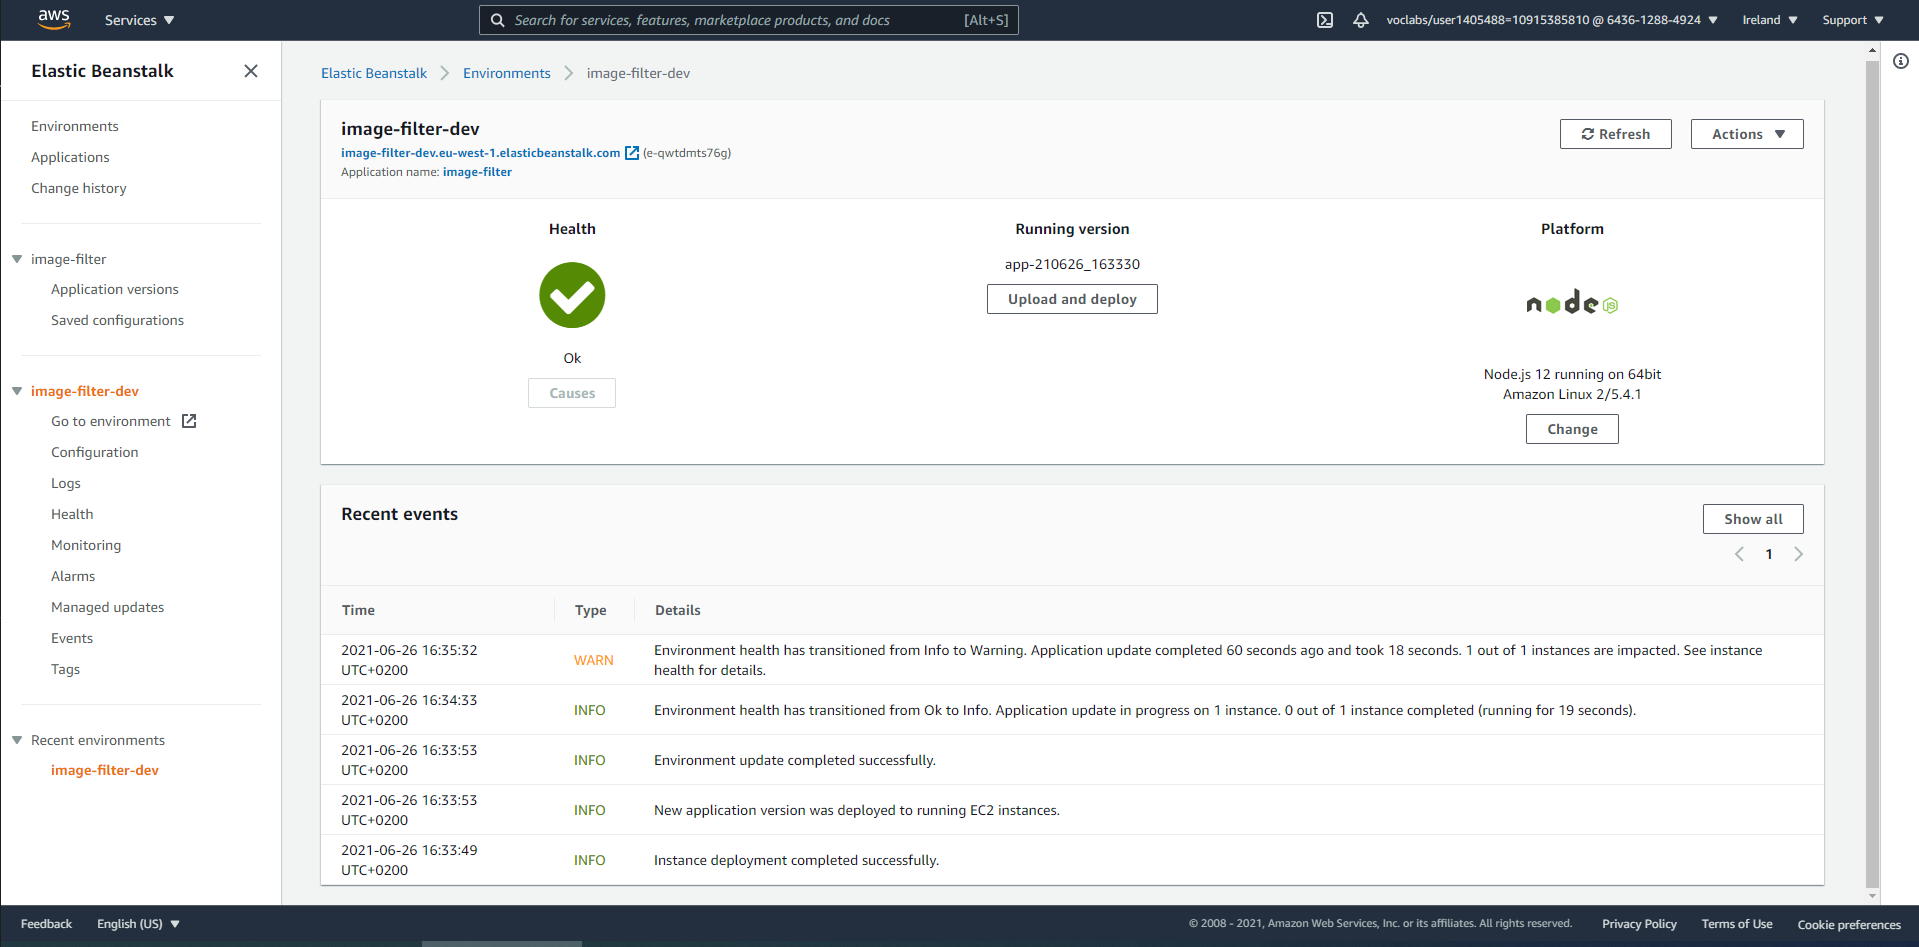 aws
Services
Search for services, features, marketplace products, and docs [Alt+S]
voclabs/user1405488=10915385810 @ 6436-1288-4924
Ireland
Support
Elastic Beanstalk
Environments
Applications
Change history
image-filter
Application versions
Saved configurations
image-filter-dev
Go to environment
Configuration
Logs
Health
Monitoring
Alarms
Managed updates
Events
Tags
Recent environments
image-filter-dev
Elastic Beanstalk
Environments
image-filter-dev
image-filter-dev
image-filter-dev.eu-west-1.elasticbeanstalk.com (e-qwtdmts76g)
Application name: image-filter
Refresh
Actions
Health
Ok
Causes
Running version
app-210626_163330
Upload and deploy
Platform
node JS
Node.js 12 running on 64bit
Amazon Linux 2/5.4.1
Change
Recent events
Show all
1
Time Type Details
2021-06-26 16:35:32
UTC+0200
WARN
Environment health has transitioned from Info to Warning. Application update completed 60 seconds ago and took 18 seconds. 1 out of 1 instances are impacted. See instance
health for details.
2021-06-26 16:34:33
UTC+0200
INFO
Environment health has transitioned from Ok to Info. Application update in progress on 1 instance. 0 out of 1 instance completed (running for 19 seconds).
2021-06-26 16:33:53
UTC+0200
INFO
Environment update completed successfully.
2021-06-26 16:33:53
UTC+0200
INFO
New application version was deployed to running EC2 instances.
2021-06-26 16:33:49
UTC+0200
INFO
Instance deployment completed successfully.
Feedback
English (US)
© 2008 - 2021, Amazon Web Services, Inc. or its affiliates. All rights reserved.
Privacy Policy
Terms of Use
Cookie preferences